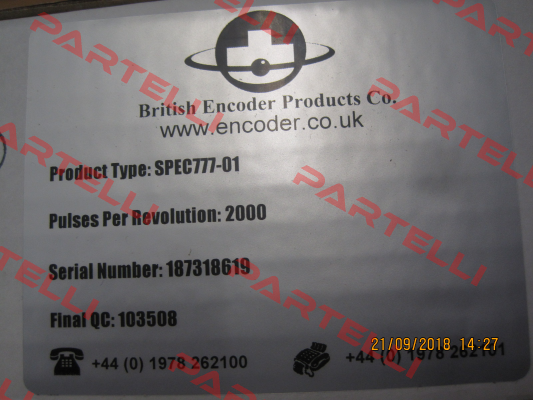 British Encoder Products Co.
www.encoder.co.uk
Product Type: SPEC777-01
Pulses Per Revolution: 2000
Serial Number: 187318619
Final QC: 103508
+44 (0) 1978 262100
+44 (0) 1978 262101
21/09/2018 14:27
PARTELLI
PARTELLI
PARTELLI
PARTELLI
PARTELLI